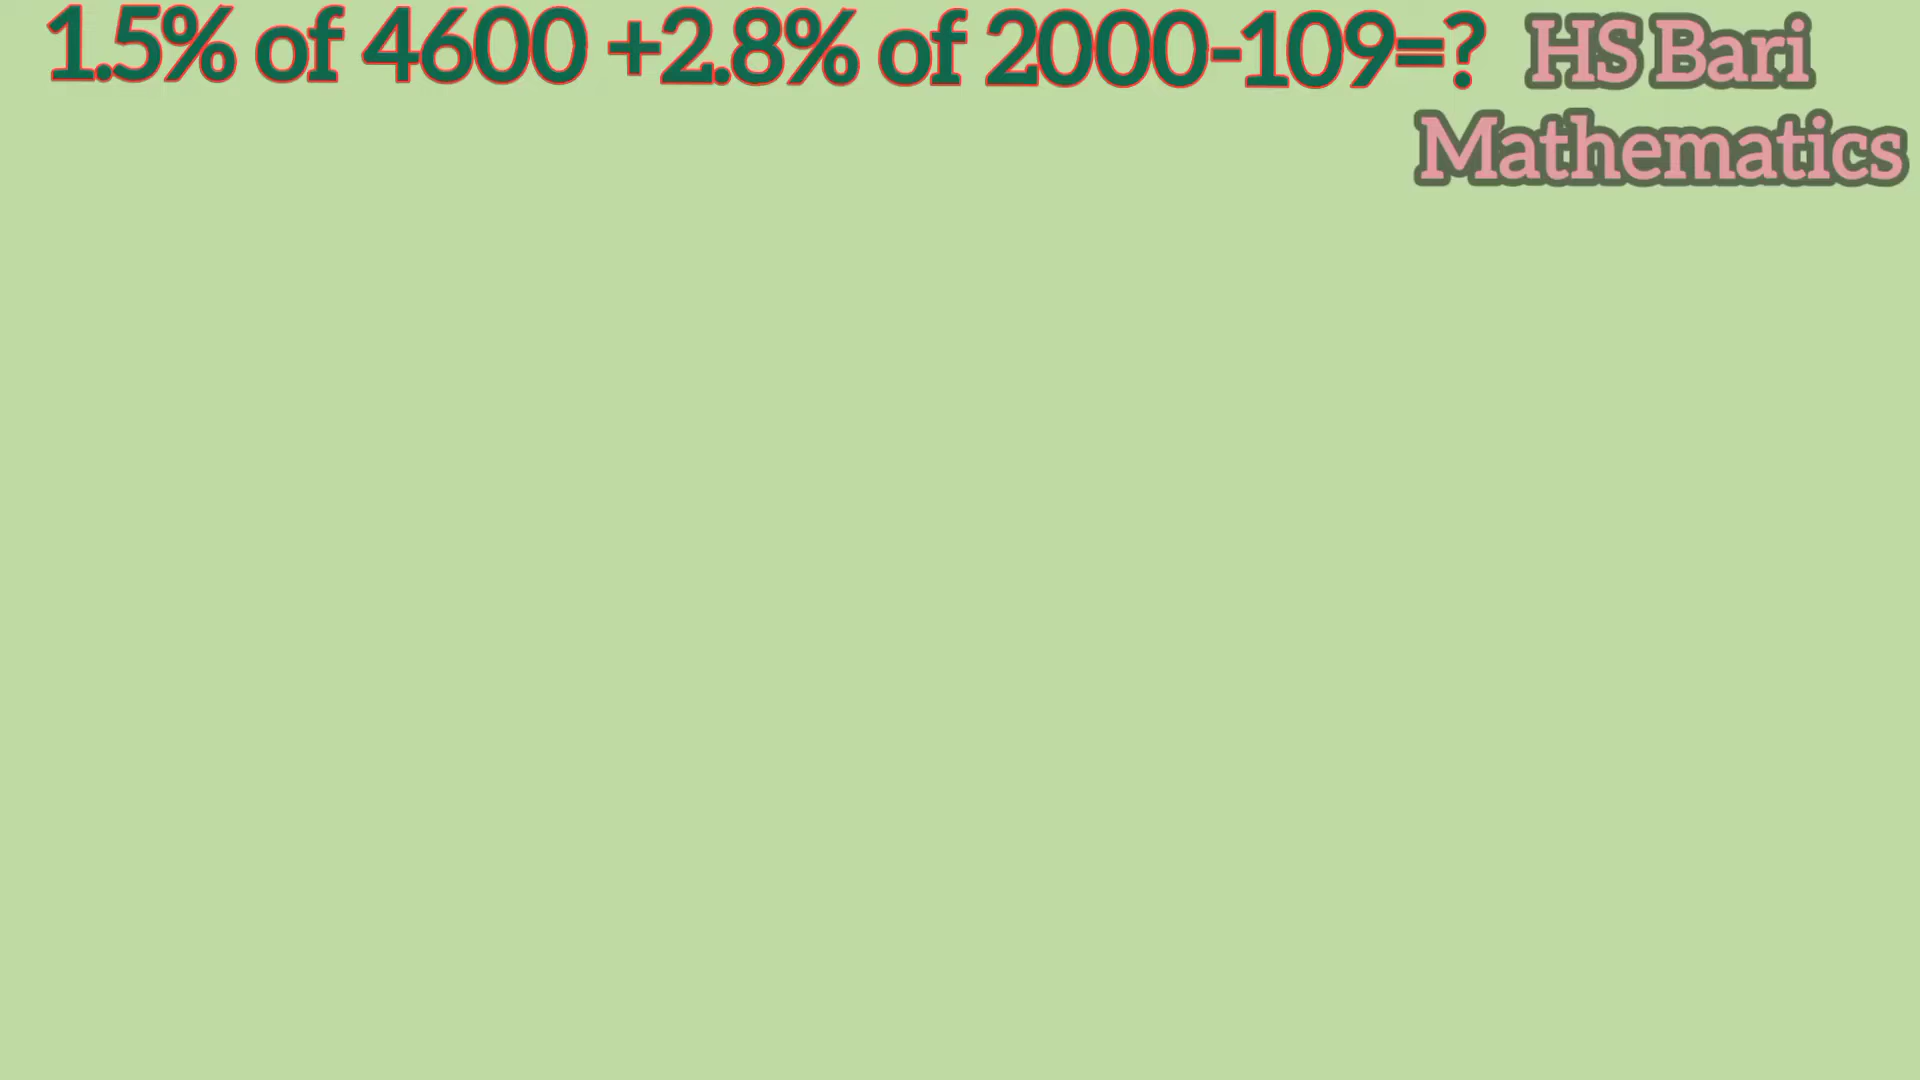 1.5% of 4600 +2.8% of 2000-109=?
HS Bari
Mathematics